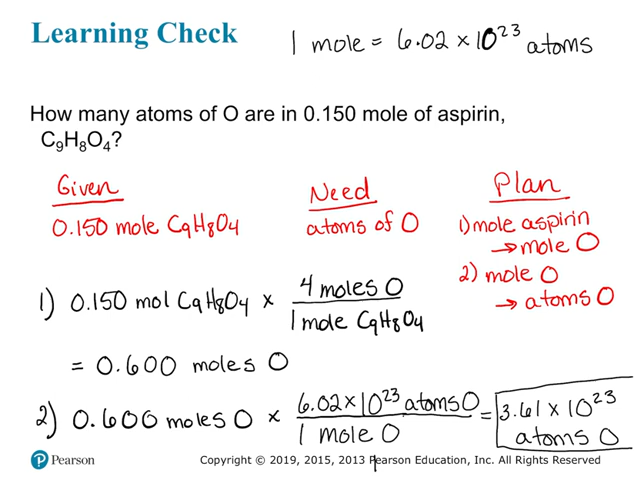 Learning Check
1 mole = 6.02 × 10²³ atoms
How many atoms of O are in 0.150 mole of aspirin,
C₉H₈O₄?
Given
0.150 mole C₉H₈O₄
Need
atoms of O
Plan
1) mole aspirin
→ mole O
2) mole O
→ atoms O
1) 0.150 mol C₉H₈O₄ × 4 moles O / 1 mole C₉H₈O₄
= 0.600 moles O
2) 0.600 moles O × 6.02 × 10²³ atoms O / 1 mole O = 3.61 × 10²³ atoms O
Pearson
Copyright © 2019, 2015, 2013 Pearson Education, Inc. All Rights Reserved